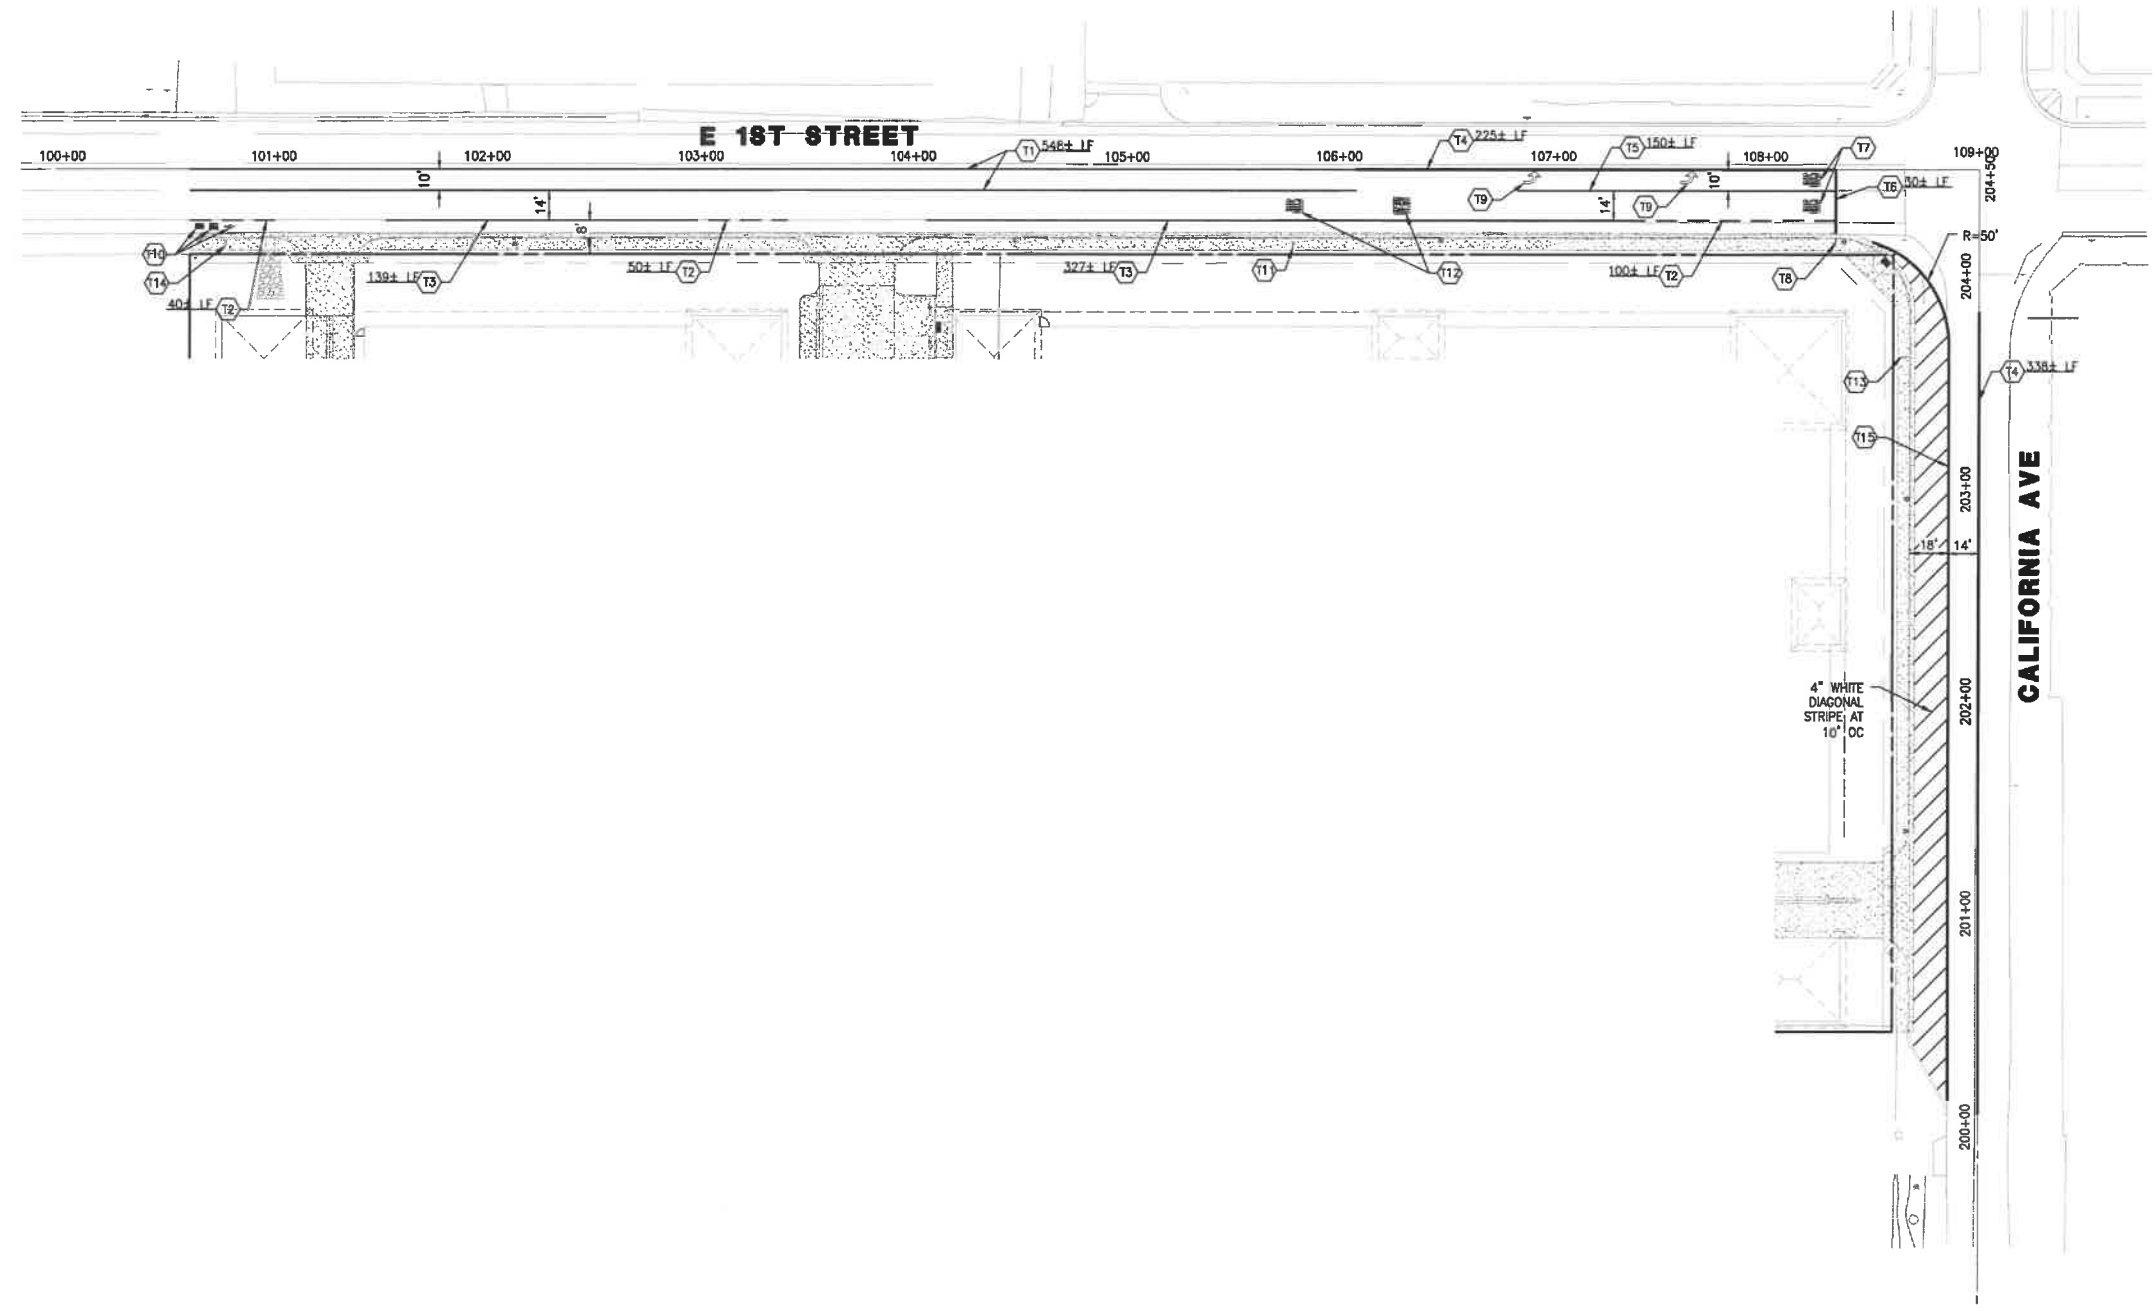 E 1ST STREET
100+00
101+00
102+00
103+00
104+00
105+00
106+00
107+00
108+00
109+00
T1 548± LF
T4 225± LF
T5 150± LF
T7
10'
14'
8'
T9
T9
10'
14'
T6
204+50
T10
T14
40± LF T2
139± LF T3
50± LF T2
327± LF T3
T12
100± LF T2
T8
R=50'
204+00
T13
T4 338± LF
T15
203+00
18'
14'
CALIFORNIA AVE
4" WHITE
DIAGONAL
STRIPE AT
10' OC
202+00
201+00
200+00